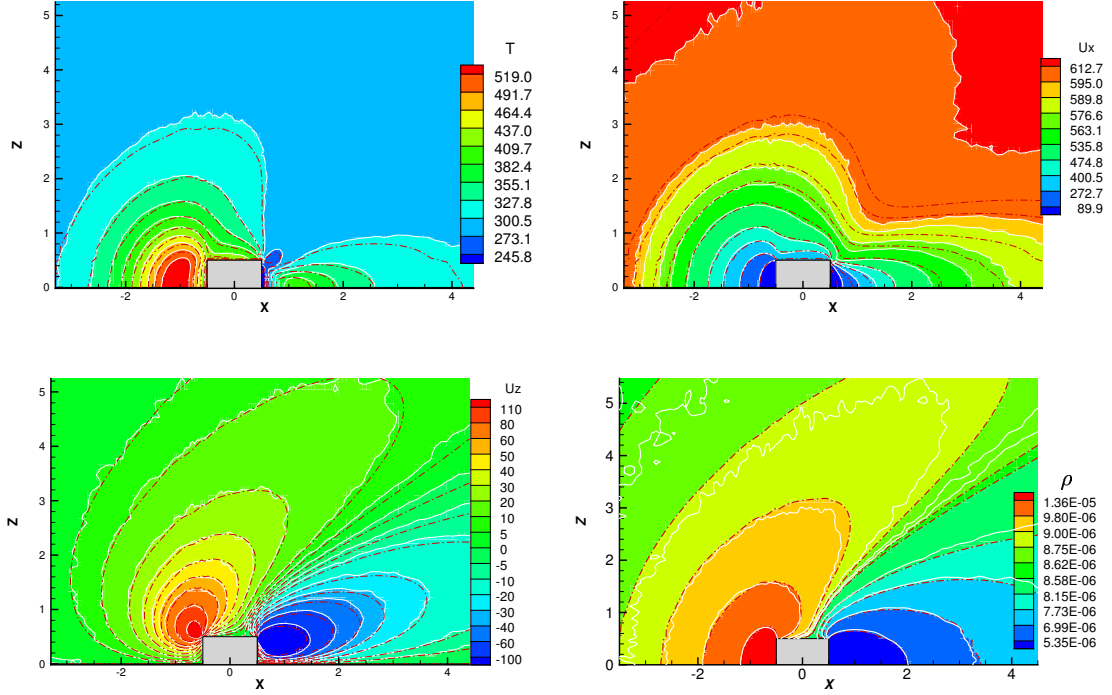 T
519.0
491.7
464.4
437.0
409.7
382.4
355.1
327.8
300.5
273.1
245.8
5
4
3
2
1
0
Z
-2 0 2 4
X
Ux
612.7
595.0
589.8
576.6
563.1
535.8
474.8
400.5
272.7
89.9
5
4
3
2
1
0
Z
-2 0 2 4
X
Uz
110
80
60
50
40
30
20
10
5
0
-5
-10
-20
-30
-40
-60
-100
5
4
3
2
1
0
Z
-2 0 2 4
X
ρ
1.36E-05
9.80E-06
9.00E-06
8.75E-06
8.62E-06
8.58E-06
8.15E-06
7.73E-06
6.99E-06
5.35E-06
5
4
3
2
1
0
Z
-2 0 2 4
X